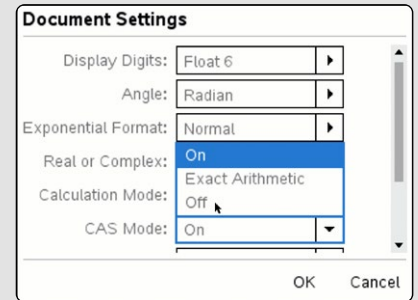 Document Settings
Display Digits: Float 6
Angle: Radian
Exponential Format: Normal
Real or Complex: On
Exact Arithmetic
Calculation Mode: Off
CAS Mode: On
OK Cancel